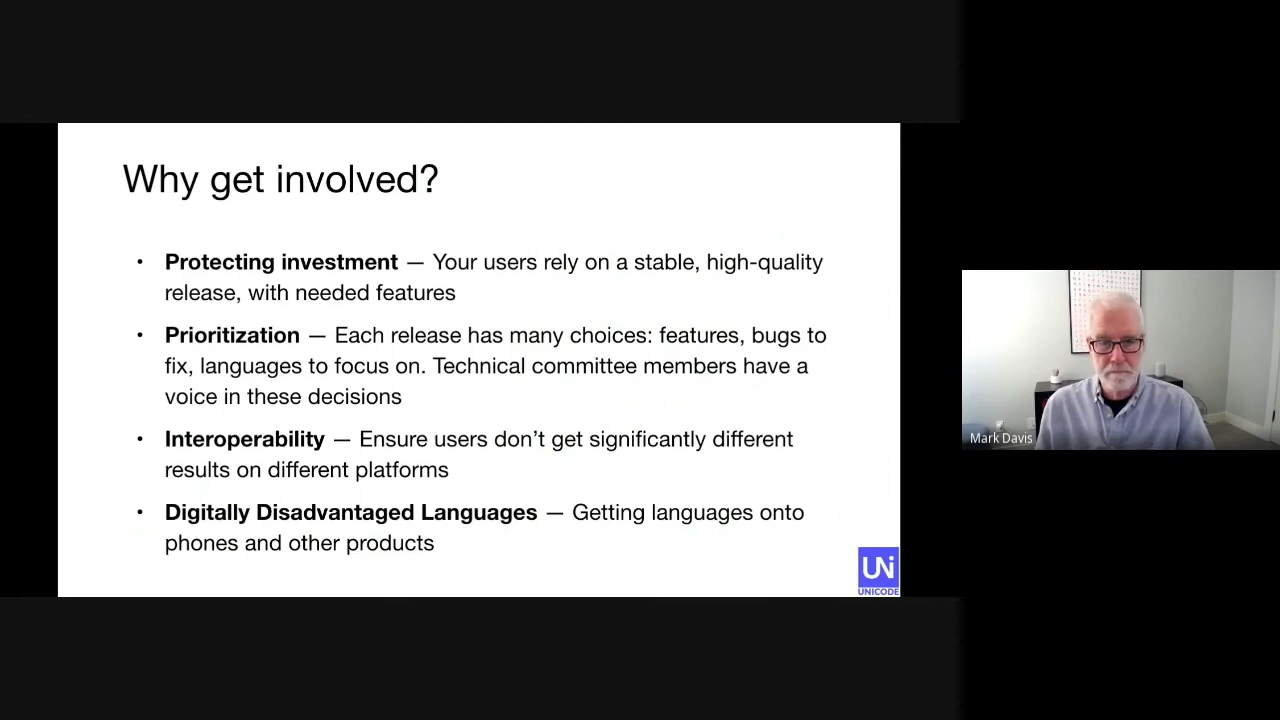 Why get involved?
• Protecting investment — Your users rely on a stable, high-quality
release, with needed features
• Prioritization — Each release has many choices: features, bugs to
fix, languages to focus on. Technical committee members have a
voice in these decisions
• Interoperability — Ensure users don’t get significantly different
results on different platforms
• Digitally Disadvantaged Languages — Getting languages onto
phones and other products
UNi
UNICODE
Mark Davis